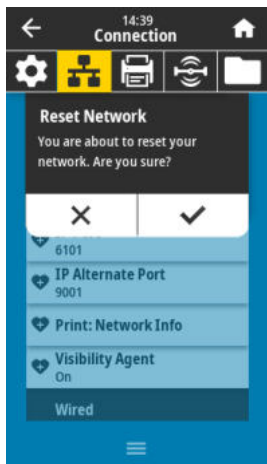 14:39
Connection
Reset Network
You are about to reset your
network. Are you sure?
6101
IP Alternate Port
9001
Print: Network Info
Visibility Agent
On
Wired